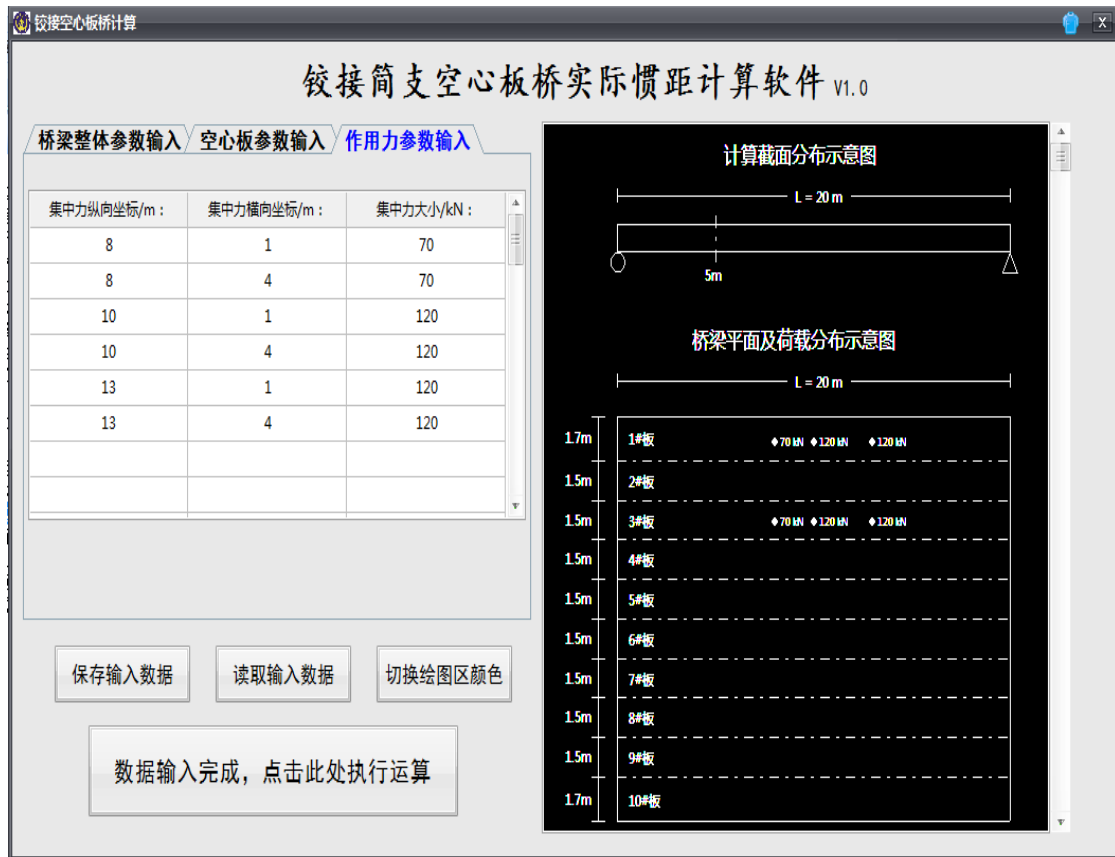 铰接空心板桥计算
X
铰接简支空心板桥实际惯距计算软件 V1.0
桥梁整体参数输入 空心板参数输入 作用力参数输入
集中力纵向坐标/m： 集中力横向坐标/m： 集中力大小/kN：
8 1 70
8 4 70
10 1 120
10 4 120
13 1 120
13 4 120
保存输入数据 读取输入数据 切换绘图区颜色
数据输入完成，点击此处执行运算
计算截面分布示意图
L = 20 m
5m
桥梁平面及荷载分布示意图
L = 20 m
1.7m 1#板 70 kN 120 kN 120 kN
1.5m 2#板
1.5m 3#板 70 kN 120 kN 120 kN
1.5m 4#板
1.5m 5#板
1.5m 6#板
1.5m 7#板
1.5m 8#板
1.5m 9#板
1.7m 10#板